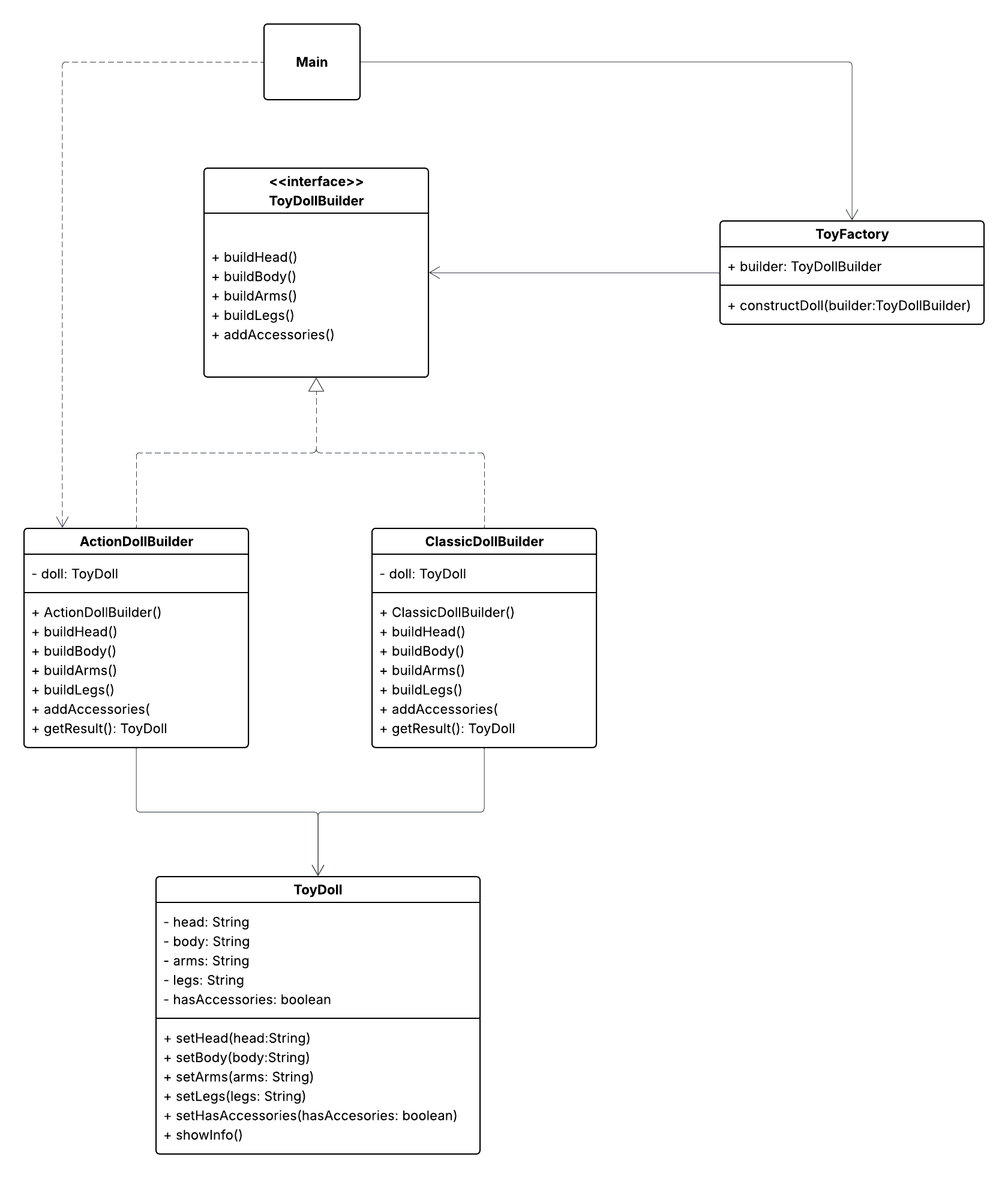 Main
<<interface>>
ToyDollBuilder
+ buildHead()
+ buildBody()
+ buildArms()
+ buildLegs()
+ addAccessories()
ToyFactory
+ builder: ToyDollBuilder
+ constructDoll(builder:ToyDollBuilder)
ActionDollBuilder
- doll: ToyDoll
+ ActionDollBuilder()
+ buildHead()
+ buildBody()
+ buildArms()
+ buildLegs()
+ addAccessories(
+ getResult(): ToyDoll
ClassicDollBuilder
- doll: ToyDoll
+ ClassicDollBuilder()
+ buildHead()
+ buildBody()
+ buildArms()
+ buildLegs()
+ addAccessories(
+ getResult(): ToyDoll
ToyDoll
- head: String
- body: String
- arms: String
- legs: String
- hasAccessories: boolean
+ setHead(head:String)
+ setBody(body:String)
+ setArms(arms: String)
+ setLegs(legs: String)
+ setHasAccessories(hasAccesories: boolean)
+ showInfo()